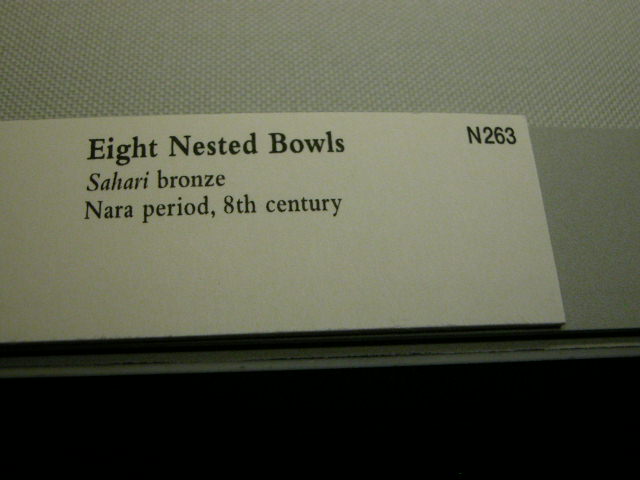 Eight Nested Bowls
N263
Sahari bronze
Nara period, 8th century